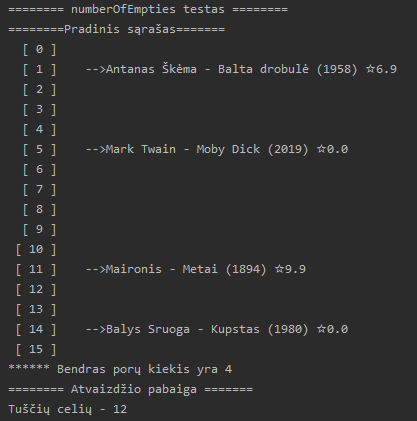 ======== numberOfEmpties testas ========
========Pradinis sąrašas=======
[ 0 ]
[ 1 ] -->Antanas Škėma - Balta drobulė (1958) ☆6.9
[ 2 ]
[ 3 ]
[ 4 ]
[ 5 ] -->Mark Twain - Moby Dick (2019) ☆0.0
[ 6 ]
[ 7 ]
[ 8 ]
[ 9 ]
[ 10 ]
[ 11 ] -->Maironis - Metai (1894) ☆9.9
[ 12 ]
[ 13 ]
[ 14 ] -->Balys Sruoga - Kupstas (1980) ☆0.0
[ 15 ]
****** Bendras porų kiekis yra 4
======== Atvaizdžio pabaiga =======
Tuščių celių - 12